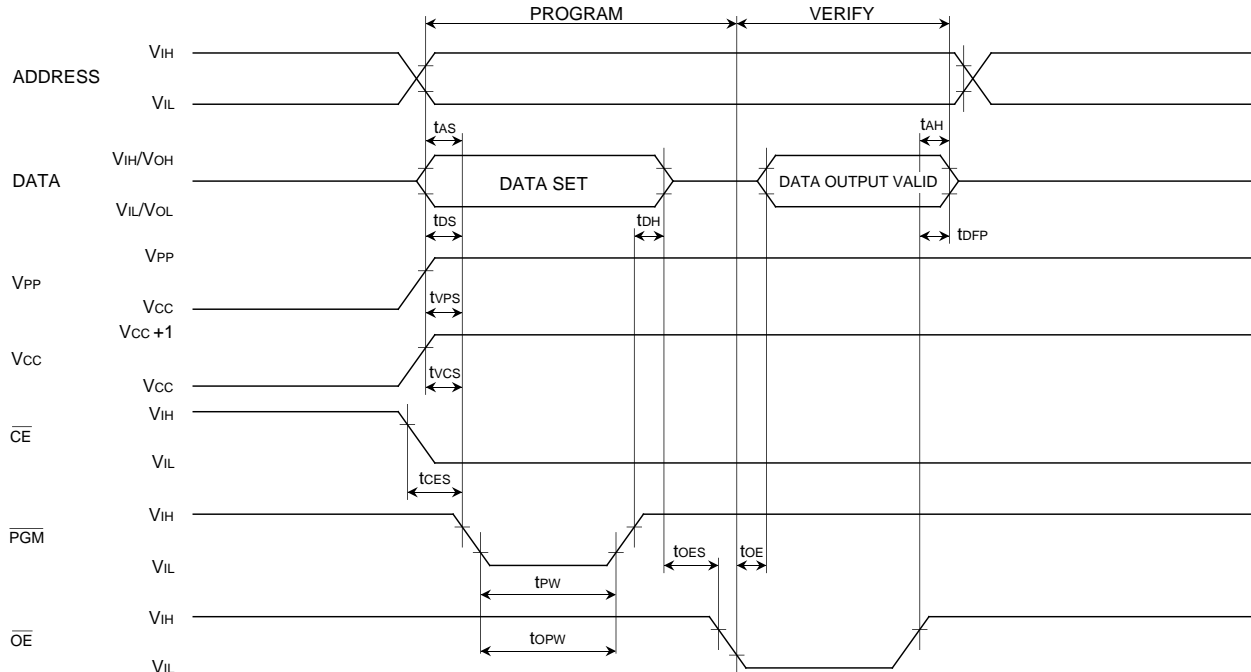 PROGRAM VERIFY
VIH
ADDRESS
VIL
tAS tAH
VIH/VOH
DATA DATA SET DATA OUTPUT VALID
VIL/VOL
tDS tDH tDFP
VPP
VPP
VCC tVPS
VCC +1
VCC
VCC tVCS
VIH
CE
VIL
tCES
VIH
PGM
VIL tOES tOE
tPW
VIH
OE tOPW
VIL